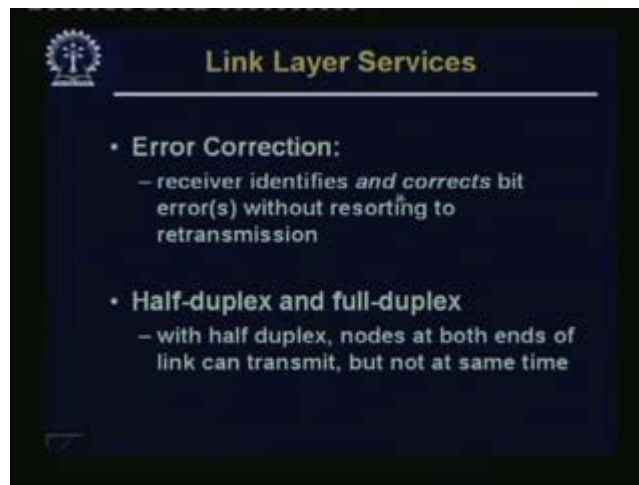 Link Layer Services
• Error Correction:
– receiver identifies and corrects bit
error(s) without resorting to
retransmission
• Half-duplex and full-duplex
– with half duplex, nodes at both ends of
link can transmit, but not at same time